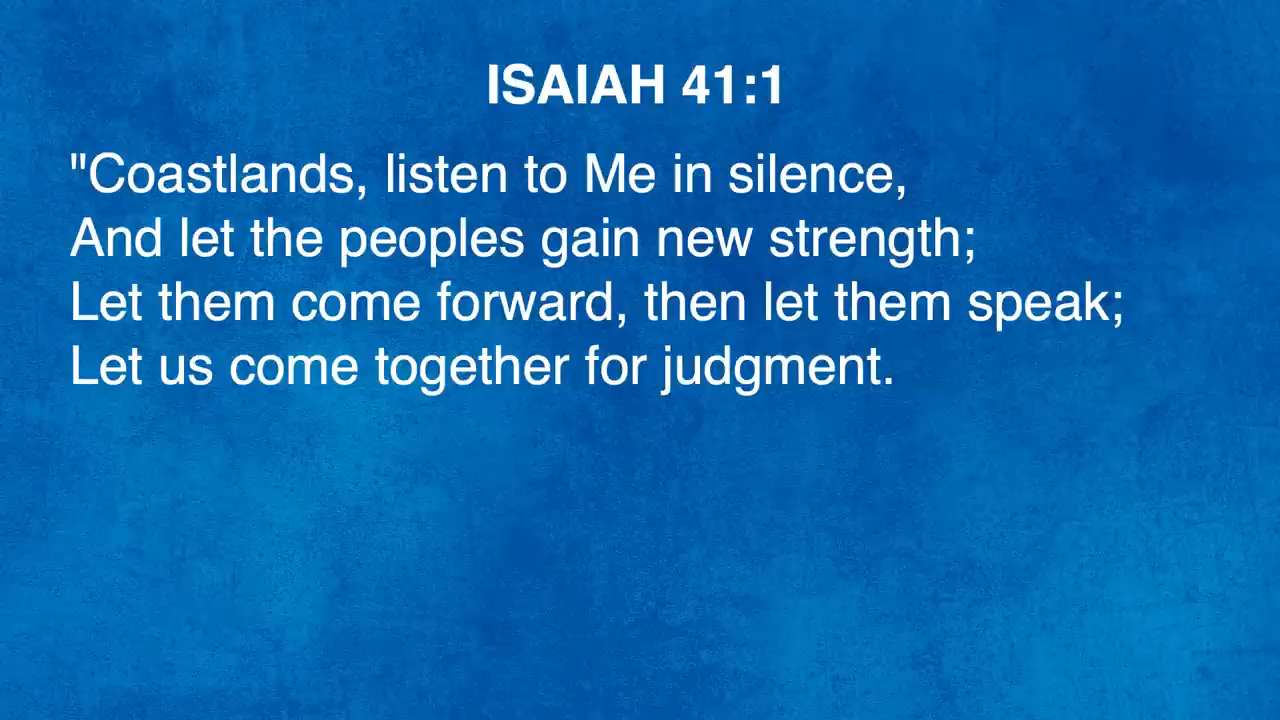 ISAIAH 41:1
"Coastlands, listen to Me in silence,
And let the peoples gain new strength;
Let them come forward, then let them speak;
Let us come together for judgment.